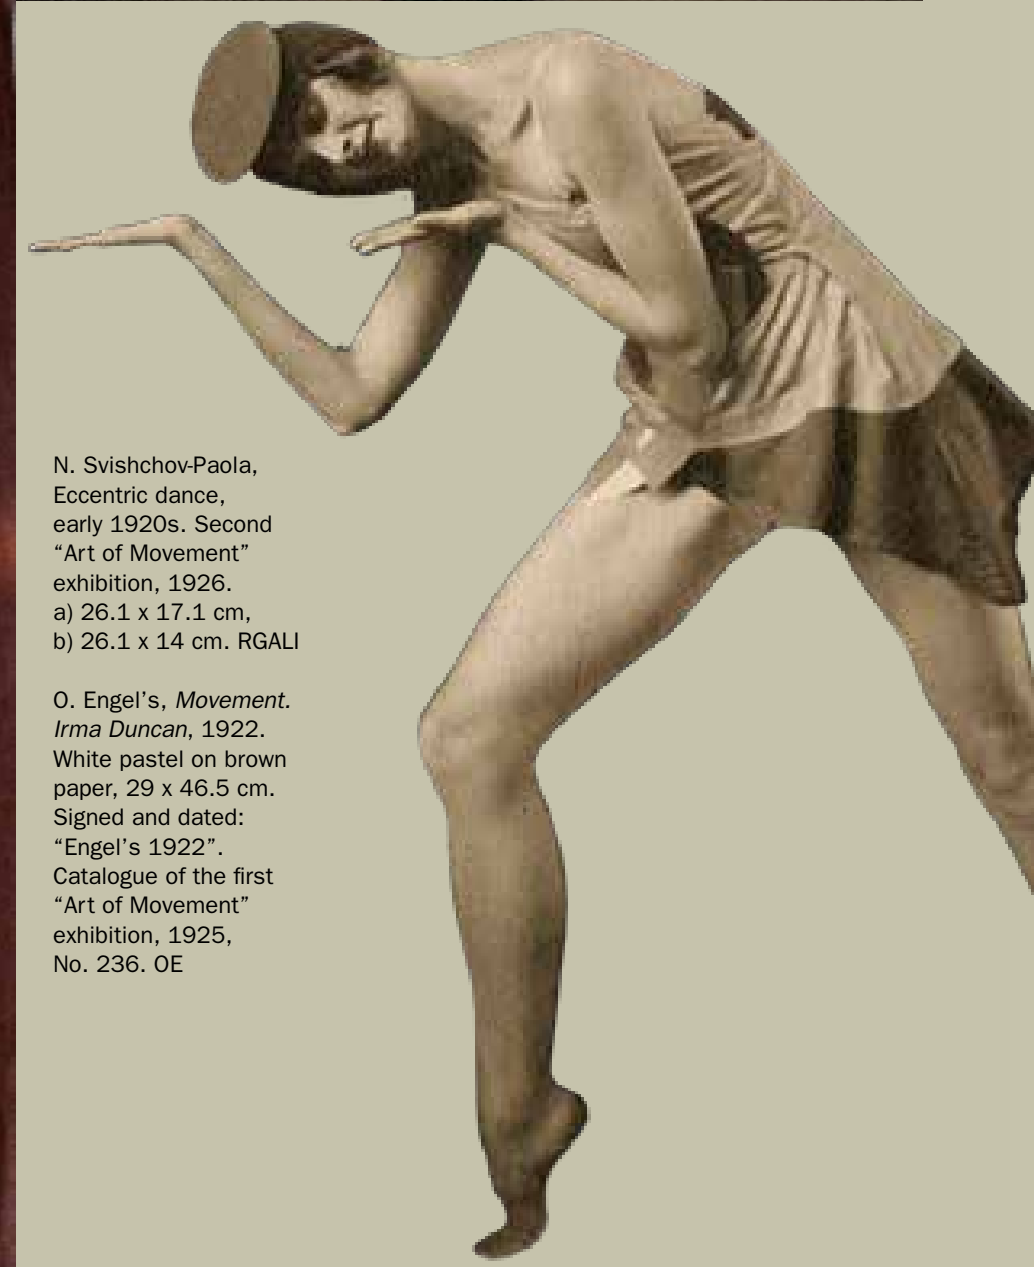 N. Svishchov-Paola,
Eccentric dance,
early 1920s. Second
“Art of Movement”
exhibition, 1926.
a) 26.1 x 17.1 cm,
b) 26.1 x 14 cm. RGALI
O. Engel’s, Movement.
Irma Duncan, 1922.
White pastel on brown
paper, 29 x 46.5 cm.
Signed and dated:
“Engel’s 1922”.
Catalogue of the first
“Art of Movement”
exhibition, 1925,
No. 236. OE